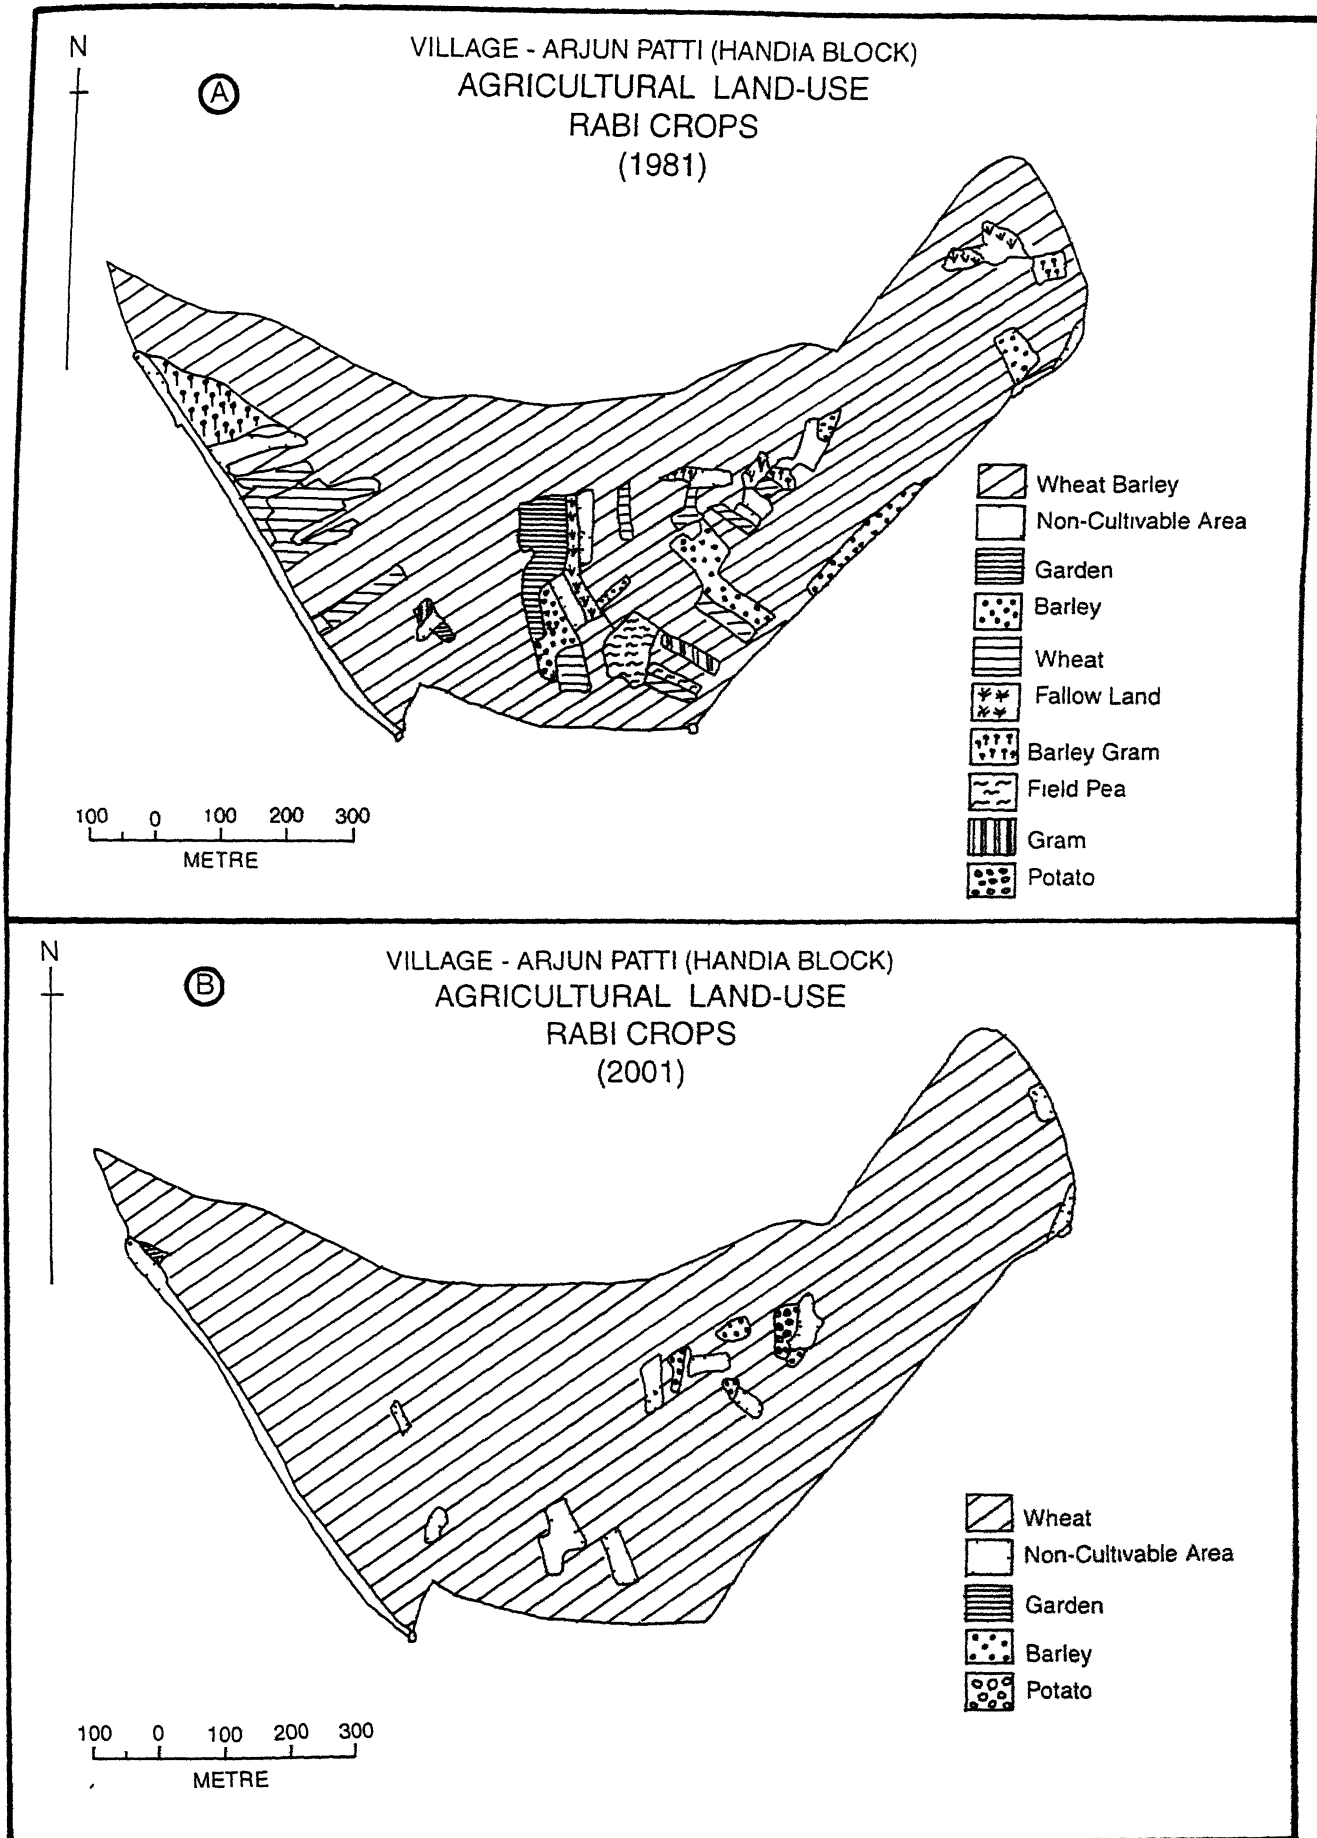 N
A
VILLAGE - ARJUN PATTI (HANDIA BLOCK)
AGRICULTURAL LAND-USE
RABI CROPS
(1981)
Wheat Barley
Non-Cultivable Area
Garden
Barley
Wheat
Fallow Land
Barley Gram
Field Pea
Gram
Potato
100 0 100 200 300
METRE
N
B
VILLAGE - ARJUN PATTI (HANDIA BLOCK)
AGRICULTURAL LAND-USE
RABI CROPS
(2001)
Wheat
Non-Cultivable Area
Garden
Barley
Potato
100 0 100 200 300
METRE